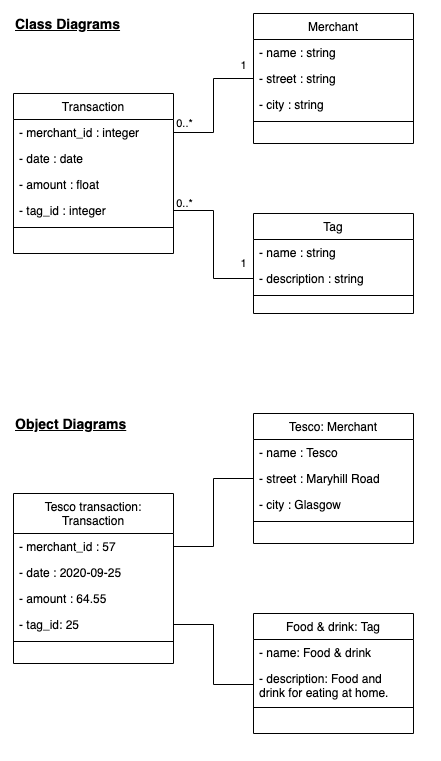 Class Diagrams
Merchant
- name : string
- street : string
- city : string
1
Transaction
- merchant_id : integer
- date : date
- amount : float
- tag_id : integer
0..*
0..*
Tag
- name : string
- description : string
1
Object Diagrams
Tesco: Merchant
- name : Tesco
- street : Maryhill Road
- city : Glasgow
Tesco transaction:
Transaction
- merchant_id : 57
- date : 2020-09-25
- amount : 64.55
- tag_id: 25
Food & drink: Tag
- name: Food & drink
- description: Food and
drink for eating at home.